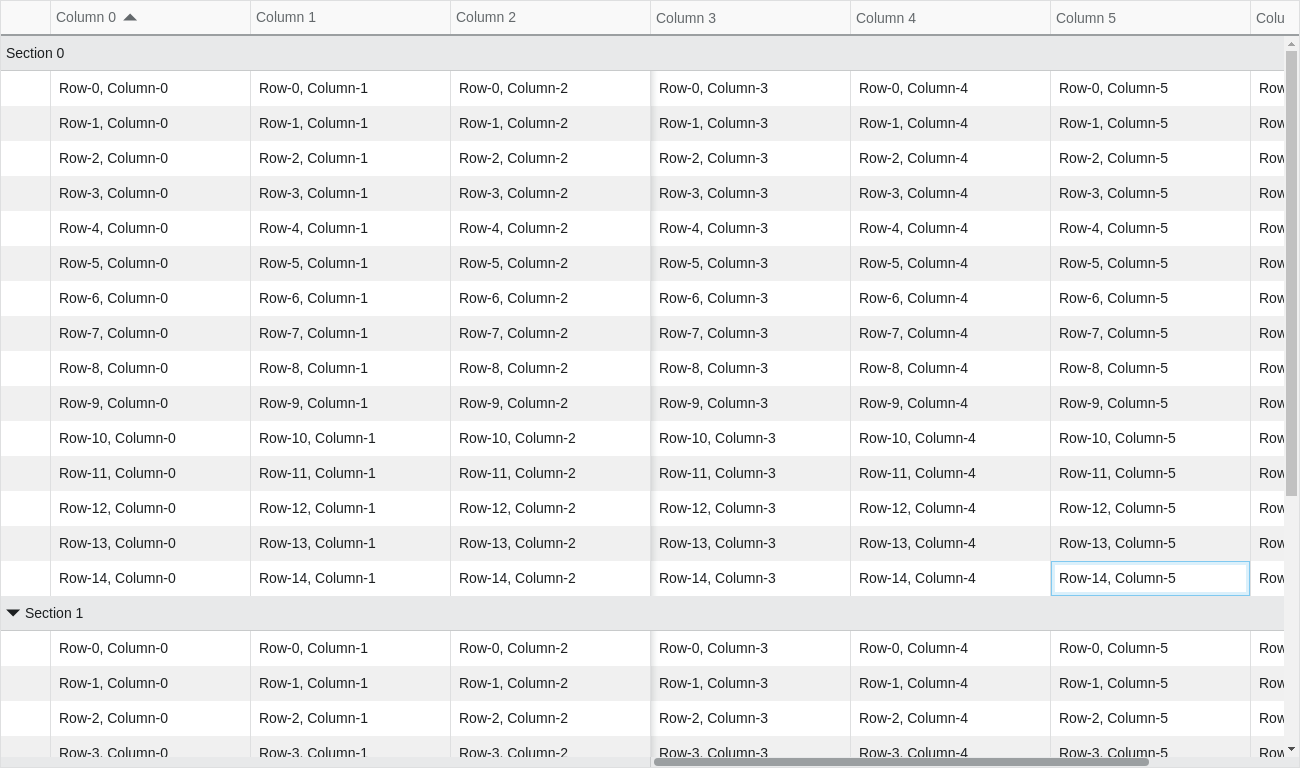 Column 0 Column 1 Column 2 Column 3 Column 4 Column 5 Colu
Section 0
Row-0, Column-0 Row-0, Column-1 Row-0, Column-2 Row-0, Column-3 Row-0, Column-4 Row-0, Column-5 Row
Row-1, Column-0 Row-1, Column-1 Row-1, Column-2 Row-1, Column-3 Row-1, Column-4 Row-1, Column-5 Row
Row-2, Column-0 Row-2, Column-1 Row-2, Column-2 Row-2, Column-3 Row-2, Column-4 Row-2, Column-5 Row
Row-3, Column-0 Row-3, Column-1 Row-3, Column-2 Row-3, Column-3 Row-3, Column-4 Row-3, Column-5 Row
Row-4, Column-0 Row-4, Column-1 Row-4, Column-2 Row-4, Column-3 Row-4, Column-4 Row-4, Column-5 Row
Row-5, Column-0 Row-5, Column-1 Row-5, Column-2 Row-5, Column-3 Row-5, Column-4 Row-5, Column-5 Row
Row-6, Column-0 Row-6, Column-1 Row-6, Column-2 Row-6, Column-3 Row-6, Column-4 Row-6, Column-5 Row
Row-7, Column-0 Row-7, Column-1 Row-7, Column-2 Row-7, Column-3 Row-7, Column-4 Row-7, Column-5 Row
Row-8, Column-0 Row-8, Column-1 Row-8, Column-2 Row-8, Column-3 Row-8, Column-4 Row-8, Column-5 Row
Row-9, Column-0 Row-9, Column-1 Row-9, Column-2 Row-9, Column-3 Row-9, Column-4 Row-9, Column-5 Row
Row-10, Column-0 Row-10, Column-1 Row-10, Column-2 Row-10, Column-3 Row-10, Column-4 Row-10, Column-5 Row
Row-11, Column-0 Row-11, Column-1 Row-11, Column-2 Row-11, Column-3 Row-11, Column-4 Row-11, Column-5 Row
Row-12, Column-0 Row-12, Column-1 Row-12, Column-2 Row-12, Column-3 Row-12, Column-4 Row-12, Column-5 Row
Row-13, Column-0 Row-13, Column-1 Row-13, Column-2 Row-13, Column-3 Row-13, Column-4 Row-13, Column-5 Row
Row-14, Column-0 Row-14, Column-1 Row-14, Column-2 Row-14, Column-3 Row-14, Column-4 Row-14, Column-5 Row
Section 1
Row-0, Column-0 Row-0, Column-1 Row-0, Column-2 Row-0, Column-3 Row-0, Column-4 Row-0, Column-5 Row
Row-1, Column-0 Row-1, Column-1 Row-1, Column-2 Row-1, Column-3 Row-1, Column-4 Row-1, Column-5 Row
Row-2, Column-0 Row-2, Column-1 Row-2, Column-2 Row-2, Column-3 Row-2, Column-4 Row-2, Column-5 Row
Row-3, Column-0 Row-3, Column-1 Row-3, Column-2 Row-3, Column-3 Row-3, Column-4 Row-3, Column-5 Row